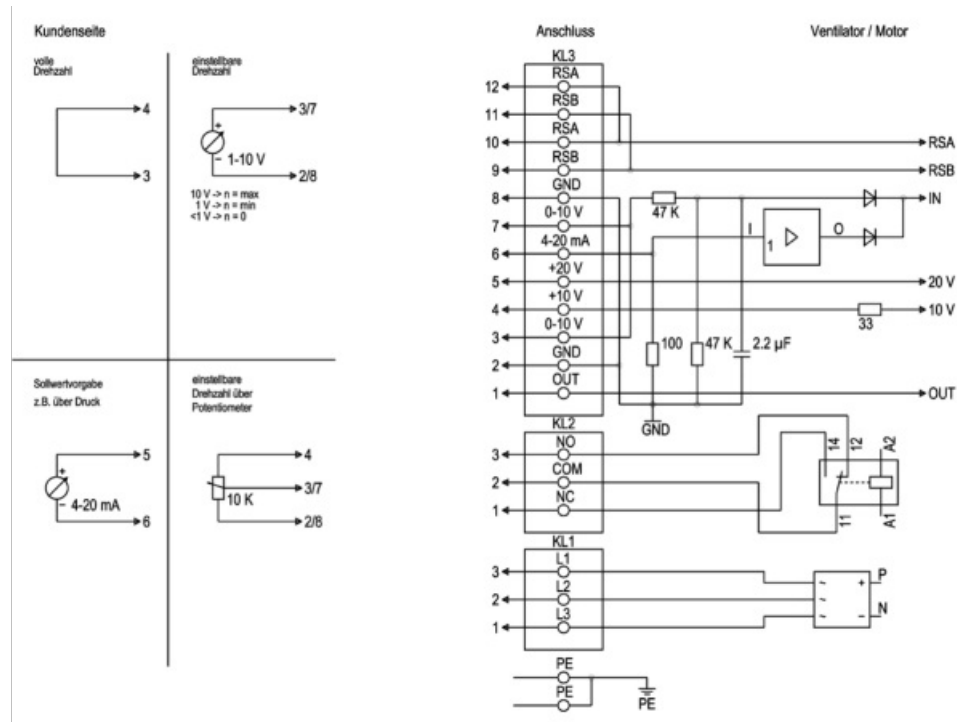 Kundenseite
volle
Drehzahl
4
3
einstellbare
Drehzahl
+
3/7
1-10 V
−
2/8
10 V -> n = max
1 V -> n = min
<1 V -> n = 0
Sollwertvorgabe
z.B. über Druck
+
5
4-20 mA
−
6
einstellbare
Drehzahl über
Potentiometer
4
3/7
10 K
2/8
Anschluss
Ventilator / Motor
KL3
RSA
12
RSB
11
RSA
10
RSA
RSB
9
RSB
GND
8
47 K
IN
0-10 V
7
I
1
O
4-20 mA
6
+20 V
5
20 V
+10 V
4
33
10 V
0-10 V
3
100
47 K
2.2 µF
GND
2
OUT
1
OUT
GND
KL2
NO
3
COM
2
NC
1
14
12
A2
11
A1
KL1
L1
3
L2
2
L3
1
~
~
~
+
−
P
N
PE
PE
PE